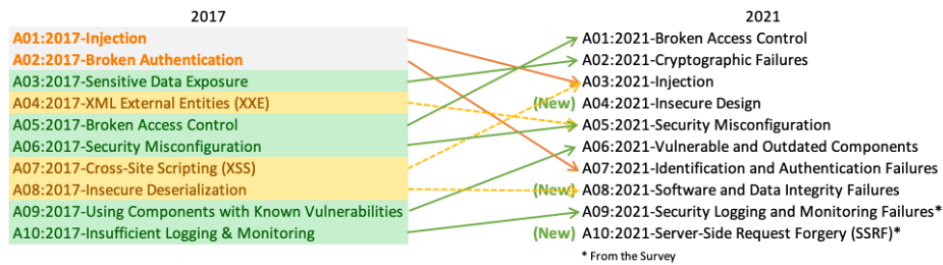 2017
2021
A01:2017-Injection
A02:2017-Broken Authentication
A03:2017-Sensitive Data Exposure
A04:2017-XML External Entities (XXE)
A05:2017-Broken Access Control
A06:2017-Security Misconfiguration
A07:2017-Cross-Site Scripting (XSS)
A08:2017-Insecure Deserialization
A09:2017-Using Components with Known Vulnerabilities
A10:2017-Insufficient Logging & Monitoring
A01:2021-Broken Access Control
A02:2021-Cryptographic Failures
A03:2021-Injection
(New) A04:2021-Insecure Design
A05:2021-Security Misconfiguration
A06:2021-Vulnerable and Outdated Components
A07:2021-Identification and Authentication Failures
(New) A08:2021-Software and Data Integrity Failures
A09:2021-Security Logging and Monitoring Failures*
(New) A10:2021-Server-Side Request Forgery (SSRF)*
* From the Survey